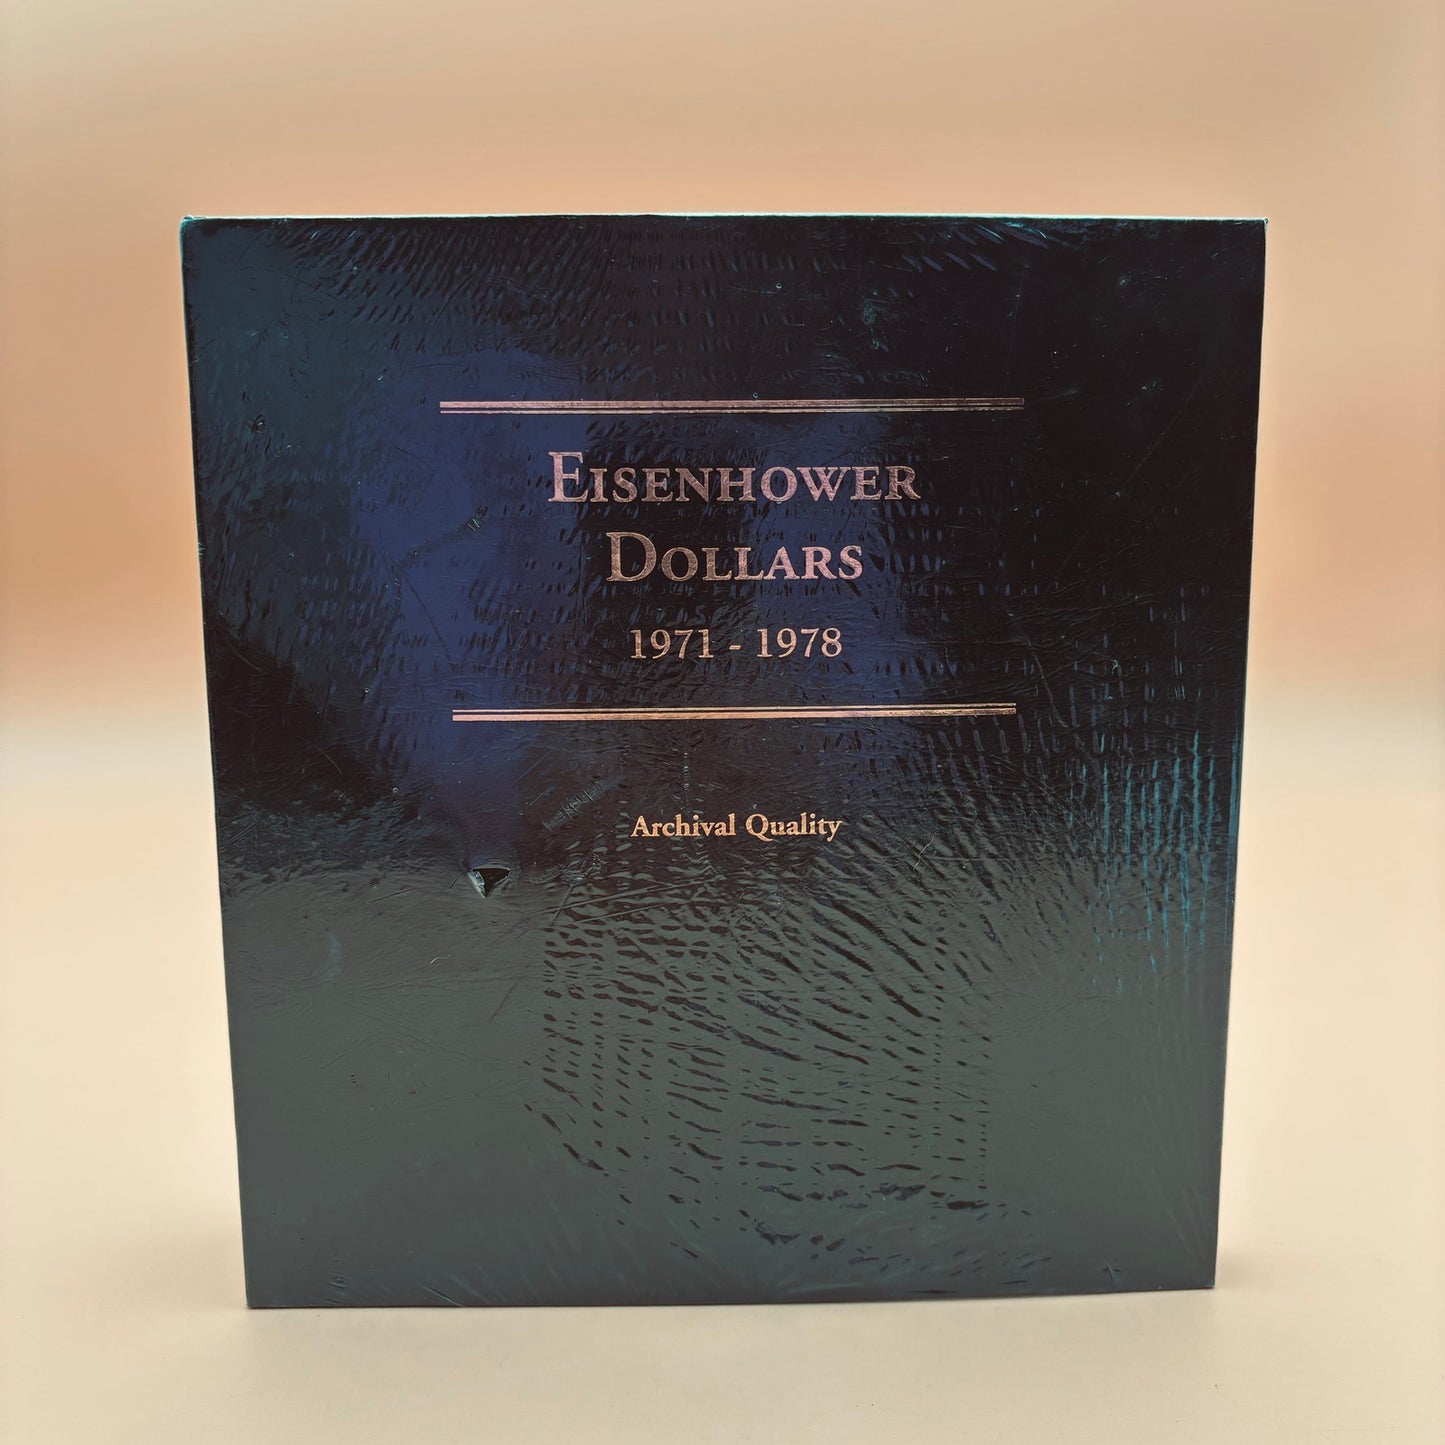 EISENHOWER
DOLLARS
1971 - 1978
Archival Quality